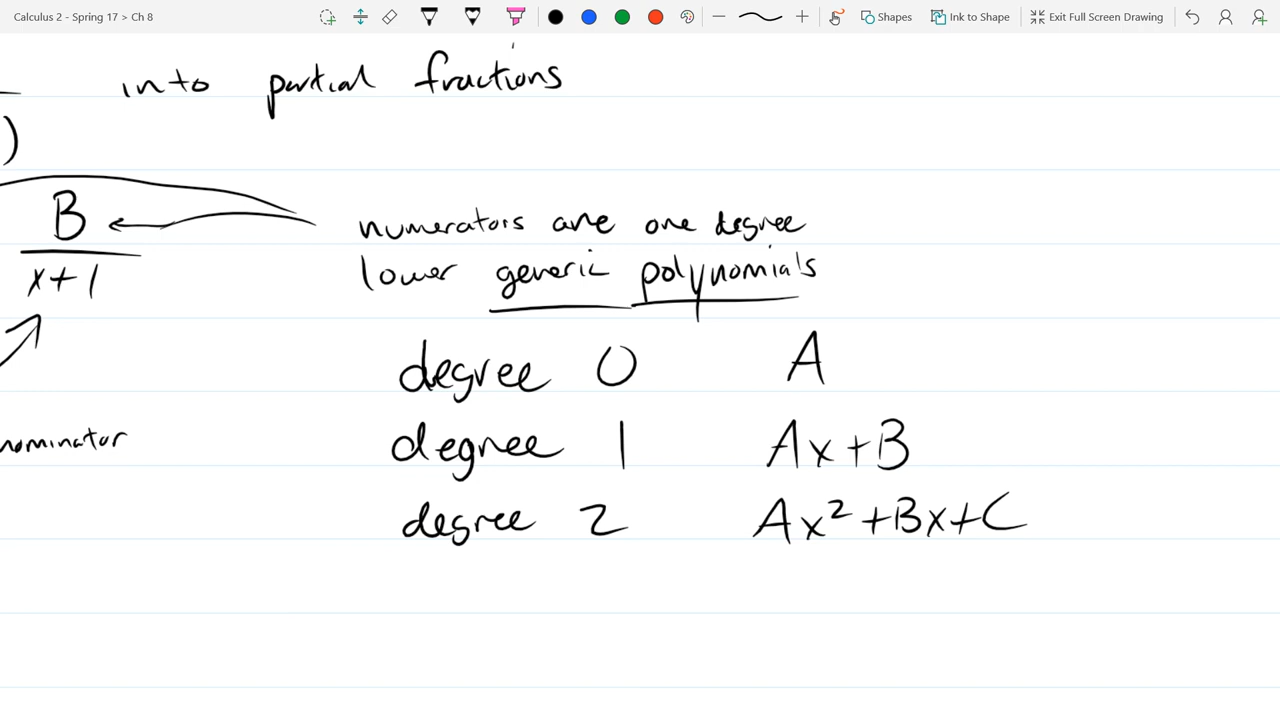 Calculus 2 - Spring 17 > Ch 8
Shapes
Ink to Shape
Exit Full Screen Drawing
into partial fractions
)
B
x+1
numerators are one degree
lower generic polynomials
degree 0 A
nominator
degree 1 Ax+B
degree 2 Ax²+Bx+C